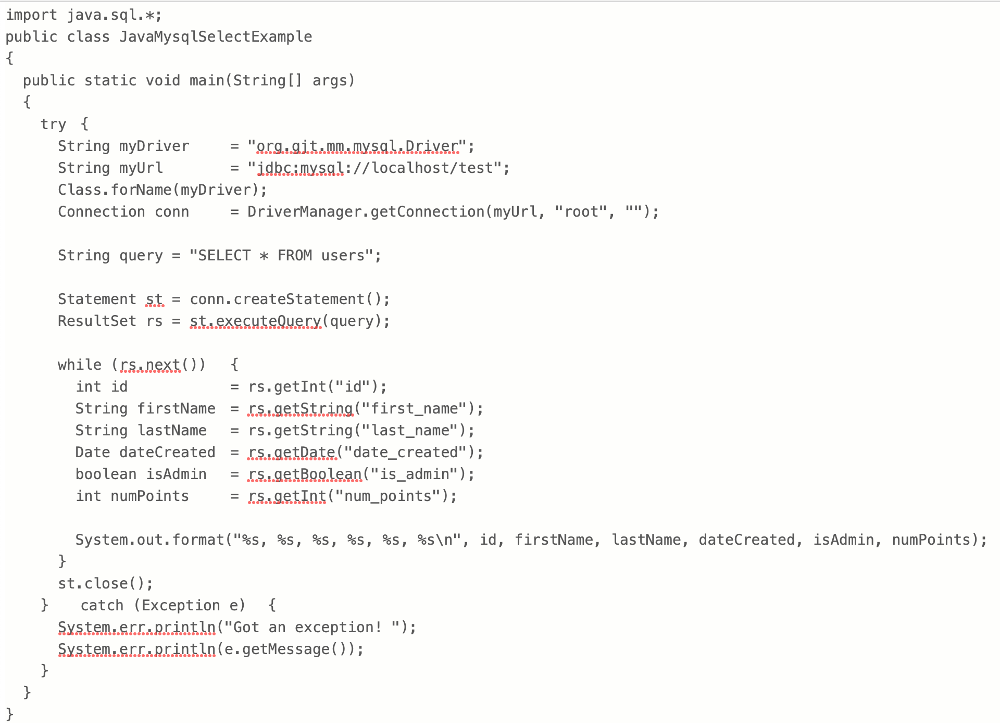 import java.sql.*;
public class JavaMysqlSelectExample
{
  public static void main(String[] args)
  {
    try  {
      String myDriver     = "org.gjt.mm.mysql.Driver";
      String myUrl        = "jdbc:mysql://localhost/test";
      Class.forName(myDriver);
      Connection conn     = DriverManager.getConnection(myUrl, "root", "");

      String query = "SELECT * FROM users";

      Statement st = conn.createStatement();
      ResultSet rs = st.executeQuery(query);

      while (rs.next())   {
        int id            = rs.getInt("id");
        String firstName  = rs.getString("first_name");
        String lastName   = rs.getString("last_name");
        Date dateCreated  = rs.getDate("date_created");
        boolean isAdmin   = rs.getBoolean("is_admin");
        int numPoints     = rs.getInt("num_points");

        System.out.format("%s, %s, %s, %s, %s, %s\n", id, firstName, lastName, dateCreated, isAdmin, numPoints);
      }
      st.close();
    }    catch (Exception e)   {
      System.err.println("Got an exception! ");
      System.err.println(e.getMessage());
    }
  }
}